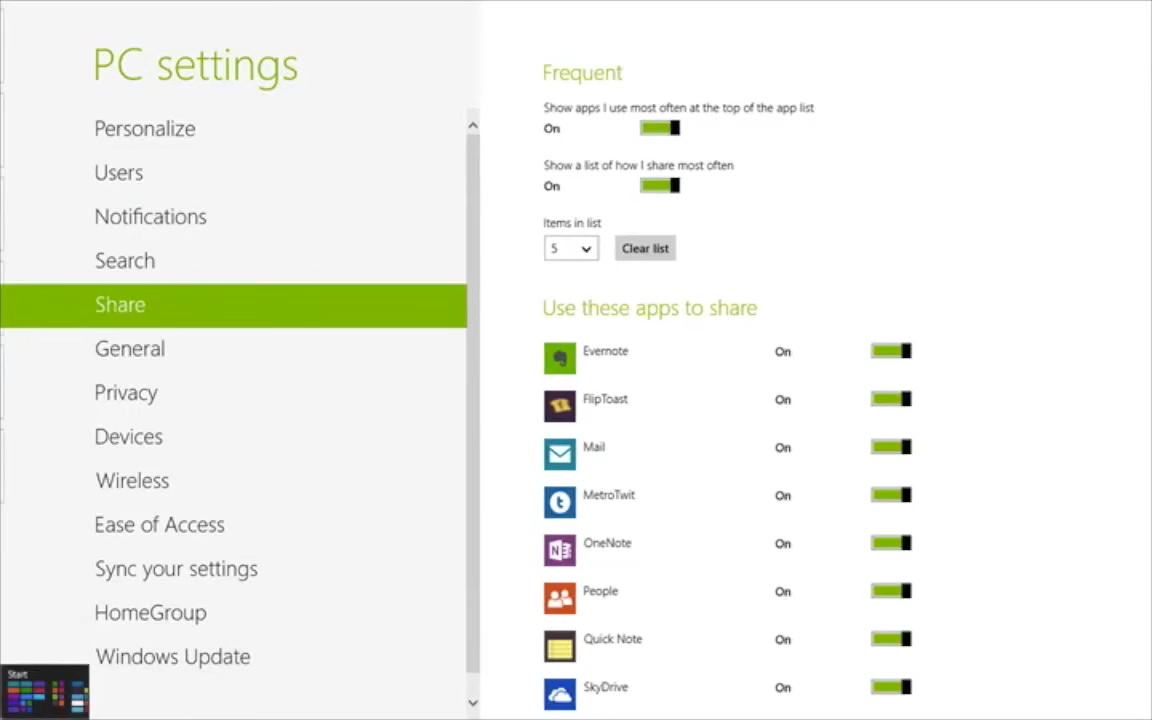 PC settings
Personalize
Users
Notifications
Search
Share
General
Privacy
Devices
Wireless
Ease of Access
Sync your settings
HomeGroup
Windows Update
Start
Frequent
Show apps I use most often at the top of the app list
On
Show a list of how I share most often
On
Items in list
5 Clear list
Use these apps to share
Evernote On
FlipToast On
Mail On
MetroTwit On
OneNote On
People On
Quick Note On
SkyDrive On